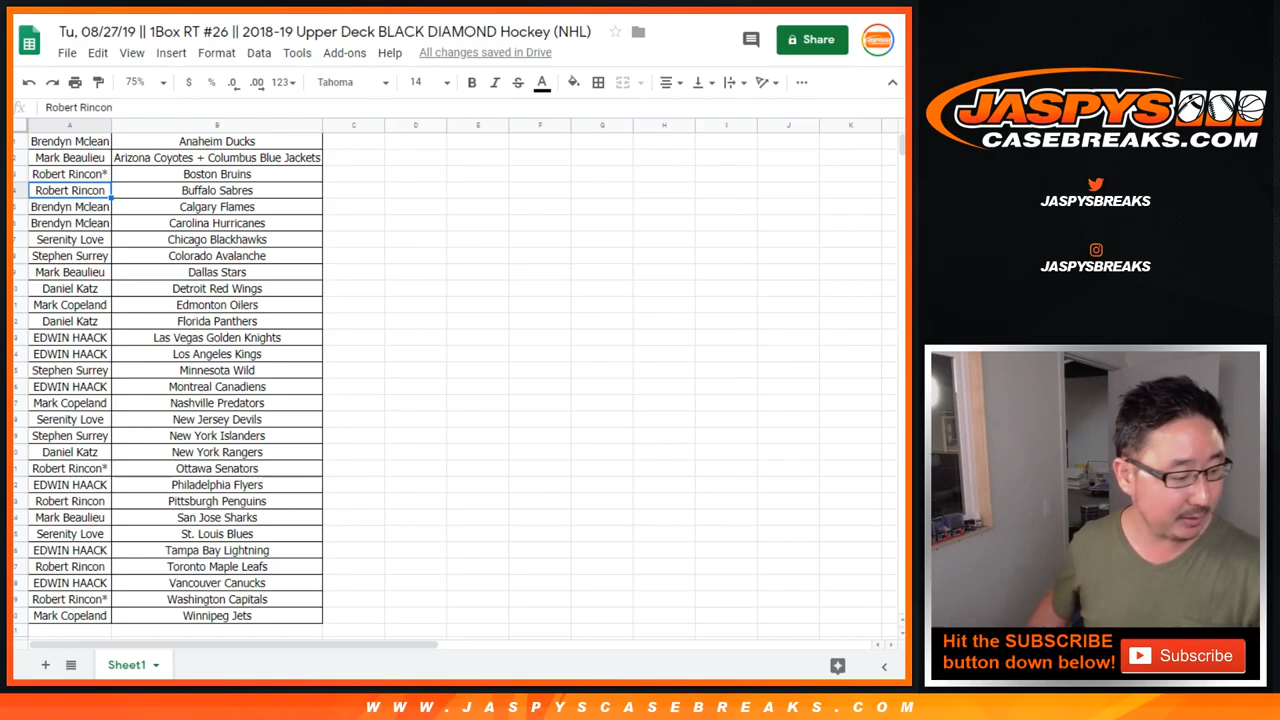 Tu, 08/27/19 || 1Box RT #26 || 2018-19 Upper Deck BLACK DIAMOND Hockey (NHL)
File Edit View Insert Format Data Tools Add-ons Help All changes saved in Drive
Share
75% $ % .0 .00 123 Tahoma 14 B I S A
fx Robert Rincon
A B C D E F G H I J K
Brendyn Mclean Anaheim Ducks
Mark Beaulieu Arizona Coyotes + Columbus Blue Jackets
Robert Rincon* Boston Bruins
Robert Rincon Buffalo Sabres
Brendyn Mclean Calgary Flames
Brendyn Mclean Carolina Hurricanes
Serenity Love Chicago Blackhawks
Stephen Surrey Colorado Avalanche
Mark Beaulieu Dallas Stars
Daniel Katz Detroit Red Wings
Mark Copeland Edmonton Oilers
Daniel Katz Florida Panthers
EDWIN HAACK Las Vegas Golden Knights
EDWIN HAACK Los Angeles Kings
Stephen Surrey Minnesota Wild
EDWIN HAACK Montreal Canadiens
Mark Copeland Nashville Predators
Serenity Love New Jersey Devils
Stephen Surrey New York Islanders
Daniel Katz New York Rangers
Robert Rincon* Ottawa Senators
EDWIN HAACK Philadelphia Flyers
Robert Rincon Pittsburgh Penguins
Mark Beaulieu San Jose Sharks
Serenity Love St. Louis Blues
EDWIN HAACK Tampa Bay Lightning
Robert Rincon Toronto Maple Leafs
EDWIN HAACK Vancouver Canucks
Robert Rincon* Washington Capitals
Mark Copeland Winnipeg Jets
Sheet1
JASPYS
CASEBREAKS.COM
JASPYSBREAKS
JASPYSBREAKS
Hit the SUBSCRIBE
button down below!
Subscribe
WWW.JASPYSCASEBREAKS.COM